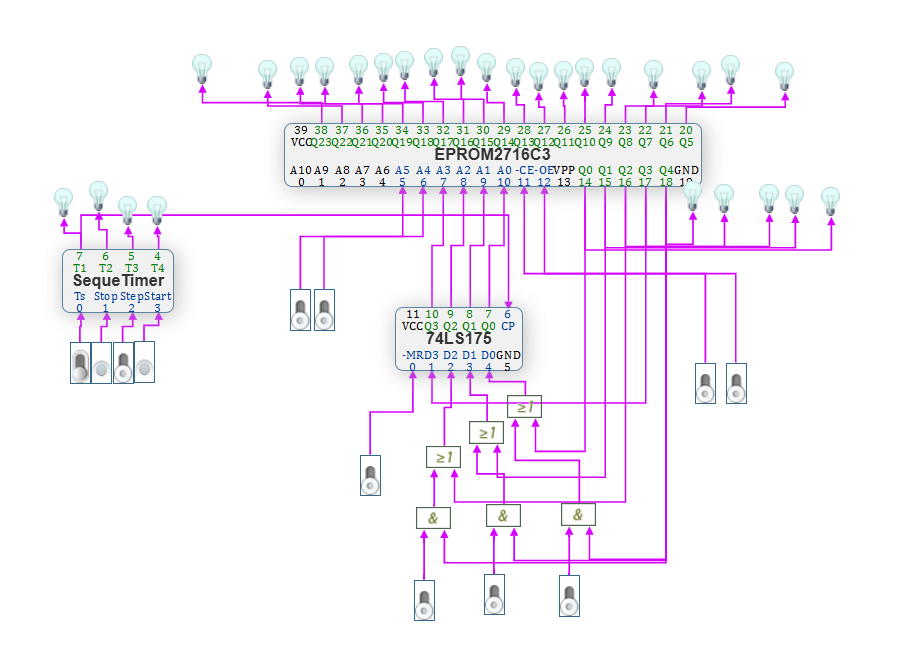 39 38 37 36 35 34 33 32 31 30 29 28 27 26 25 24 23 22 21 20
VCC Q23 Q22 Q21 Q20 Q19 Q18 Q17 Q16 Q15 Q14 Q13 Q12 Q11 Q10 Q9 Q8 Q7 Q6 Q5
EPROM2716C3
A10 A9 A8 A7 A6 A5 A4 A3 A2 A1 A0 -CE -OE VPP Q0 Q1 Q2 Q3 Q4 GND
0 1 2 3 4 5 6 7 8 9 10 11 12 13 14 15 16 17 18 19
7 6 5 4
T1 T2 T3 T4
SequeTimer
Ts Stop Step Start
0 1 2 3
11 10 9 8 7 6
VCC Q3 Q2 Q1 Q0 CP
74LS175
-MR D3 D2 D1 D0 GND
0 1 2 3 4 5
≥1
≥1
≥1
& & &